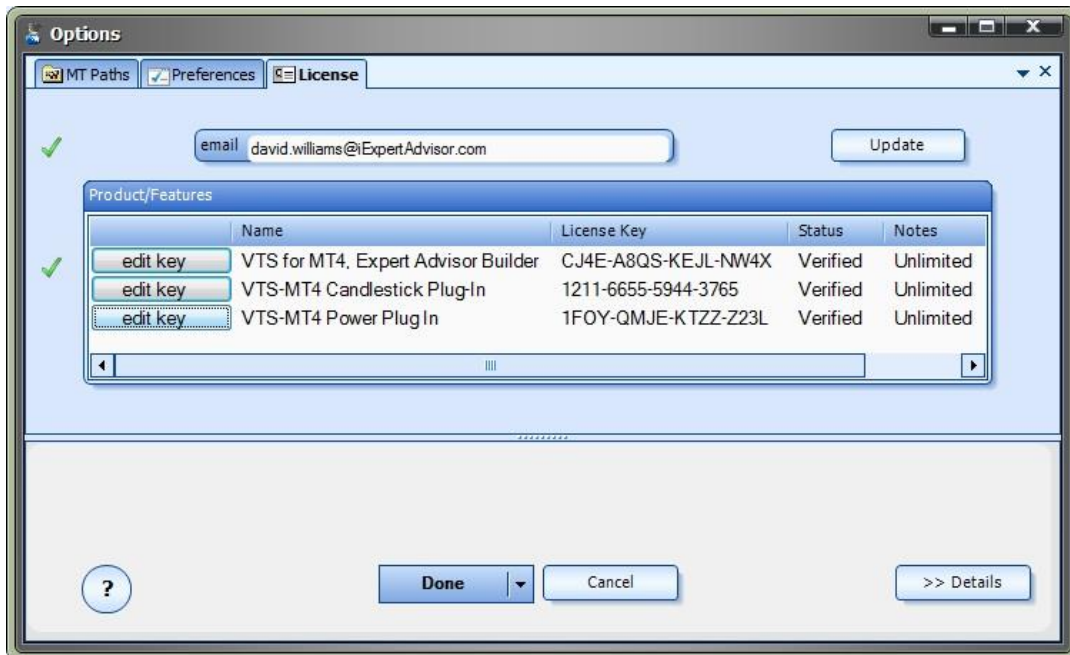 Options
MT Paths Preferences License
email david.williams@iExpertAdvisor.com Update
Product/Features
Name License Key Status Notes
edit key VTS for MT4, Expert Advisor Builder CJ4E-A8QS-KEJL-NW4X Verified Unlimited
edit key VTS-MT4 Candlestick Plug-In 1211-6655-5944-3765 Verified Unlimited
edit key VTS-MT4 Power Plug In 1FOY-QMJE-KTZZ-Z23L Verified Unlimited
? Done Cancel >> Details